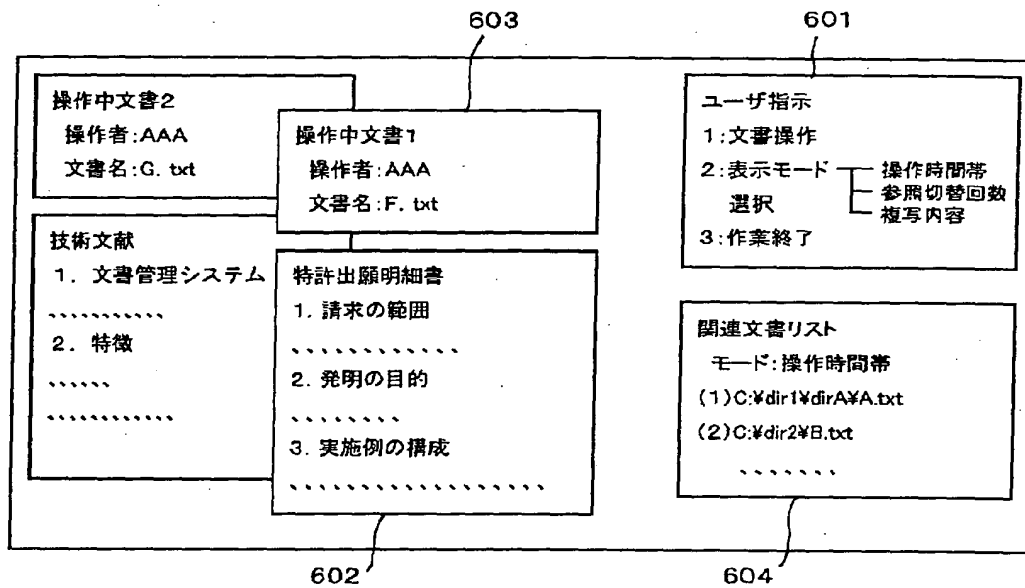 603
601
操作中文書2
操作者:AAA
文書名:G. txt
操作中文書1
操作者:AAA
文書名:F. txt
技術文献
1. 文書管理システム
、、、、、、、、、、、
2. 特徴
、、、、、、
、、、、、、、、、、、、
特許出願明細書
1. 請求の範囲
、、、、、、、、、、、、
2. 発明の目的
、、、、、、、、
3. 実施例の構成
、、、、、、、、、、、、、、、、、、
ユーザ指示
1:文書操作
2:表示モード 操作時間帯
参照切替回数
選択 複写内容
3:作業終了
関連文書リスト
モード:操作時間帯
(1)C:¥dir1¥dirA¥A.txt
(2)C:¥dir2¥B.txt
、、、、、、、
602
604